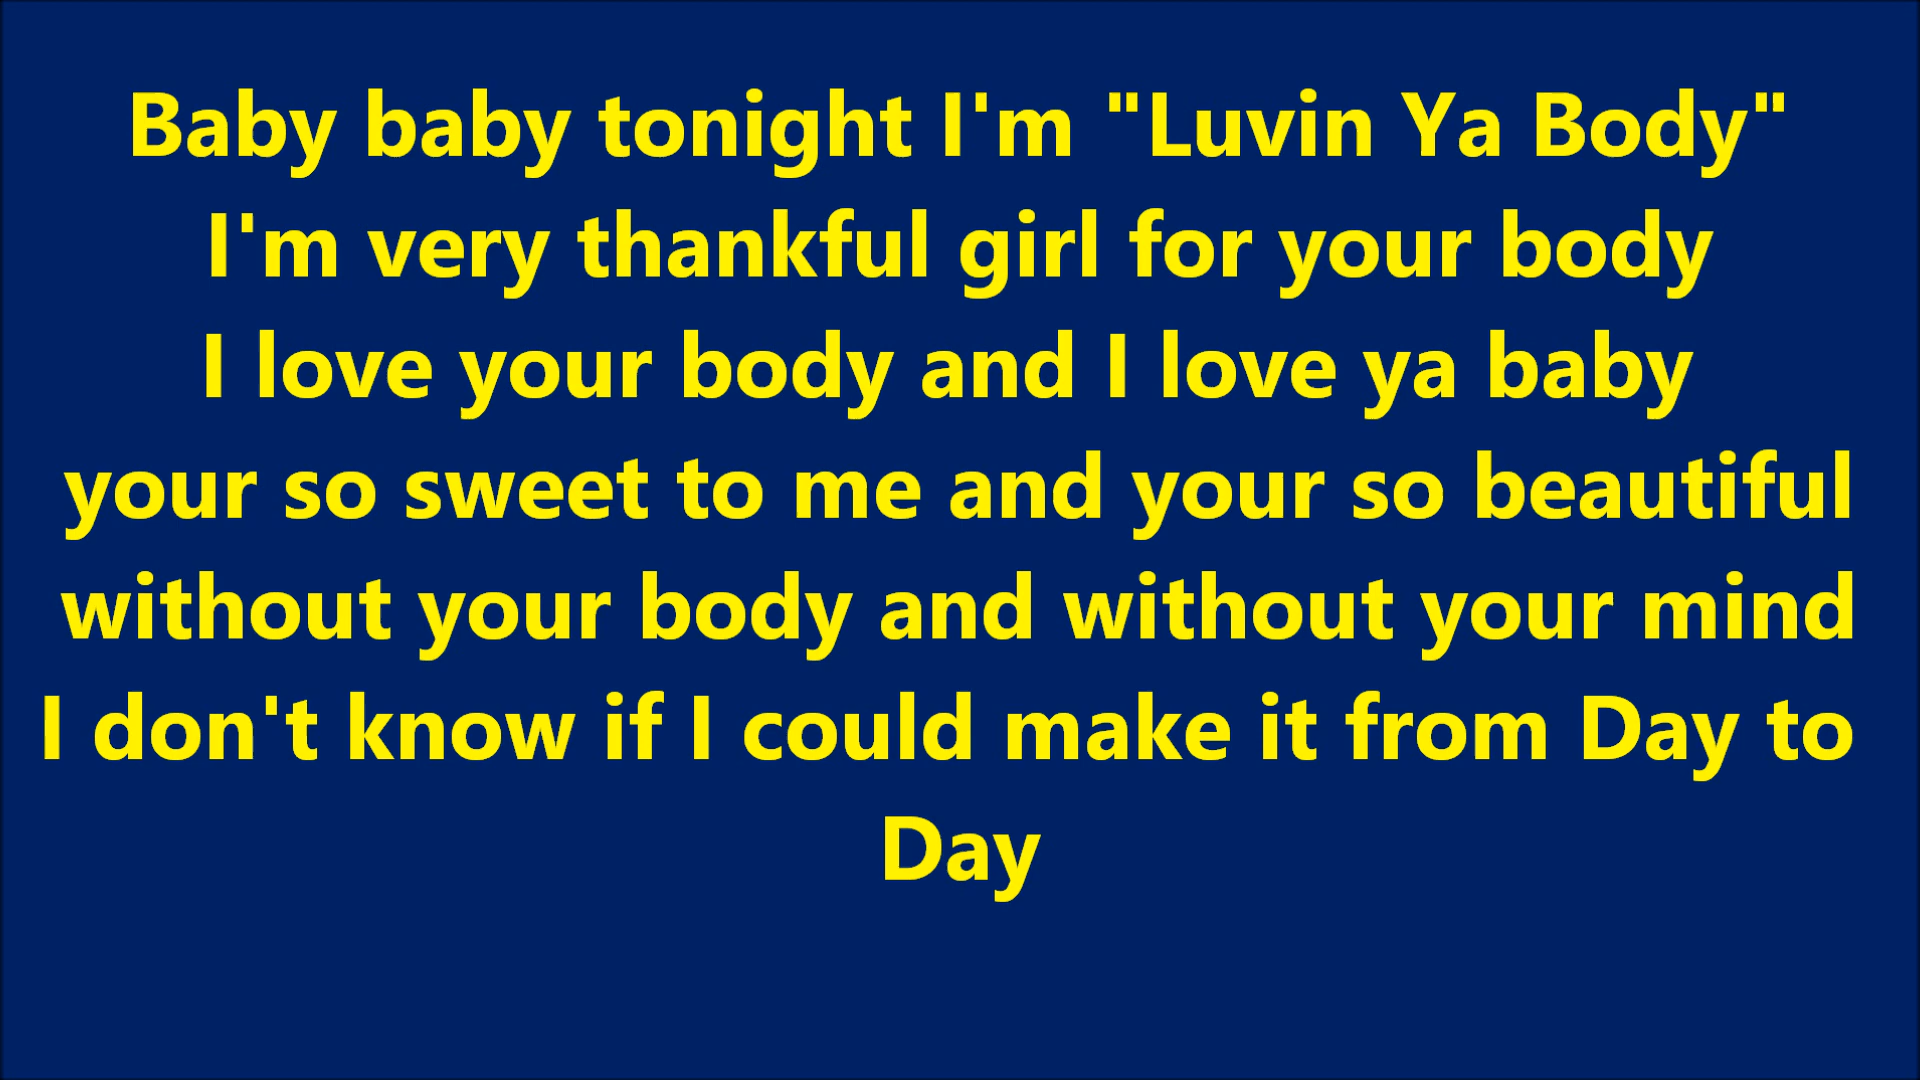 Baby baby tonight I'm "Luvin Ya Body"
I'm very thankful girl for your body
I love your body and I love ya baby
your so sweet to me and your so beautiful
without your body and without your mind
I don't know if I could make it from Day to
Day